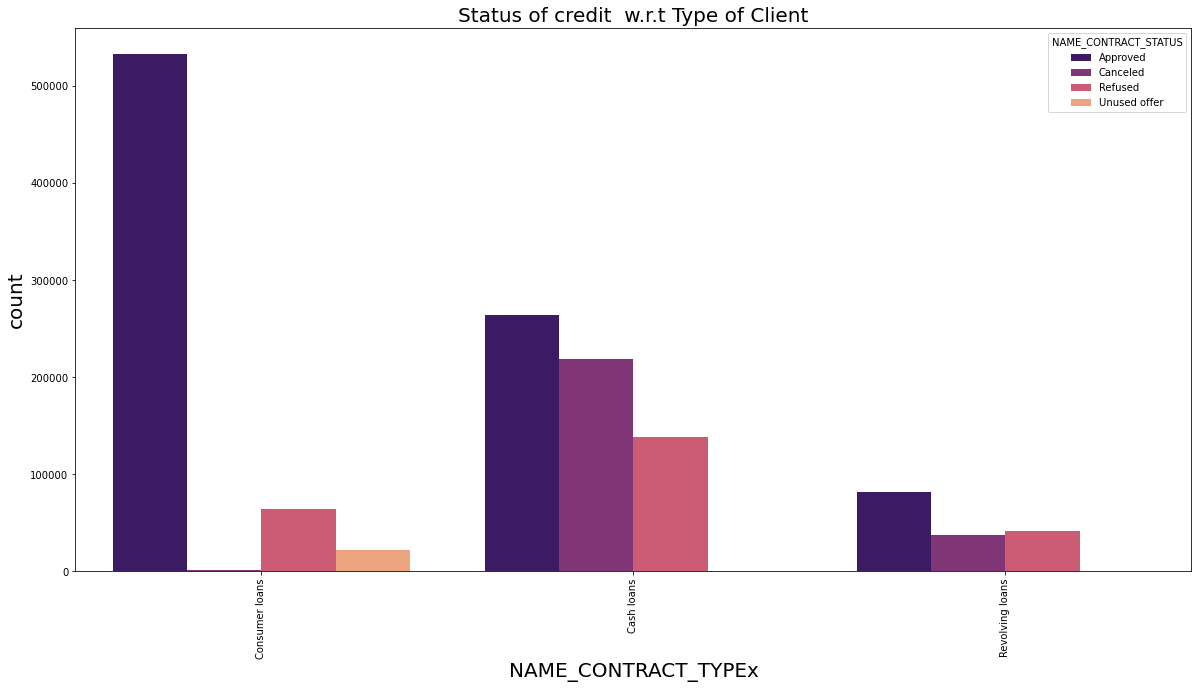 Status of credit  w.r.t Type of Client
NAME_CONTRACT_STATUS
Approved
Canceled
Refused
Unused offer
500000
400000
300000
200000
100000
0
count
Consumer loans
Cash loans
Revolving loans
NAME_CONTRACT_TYPEx